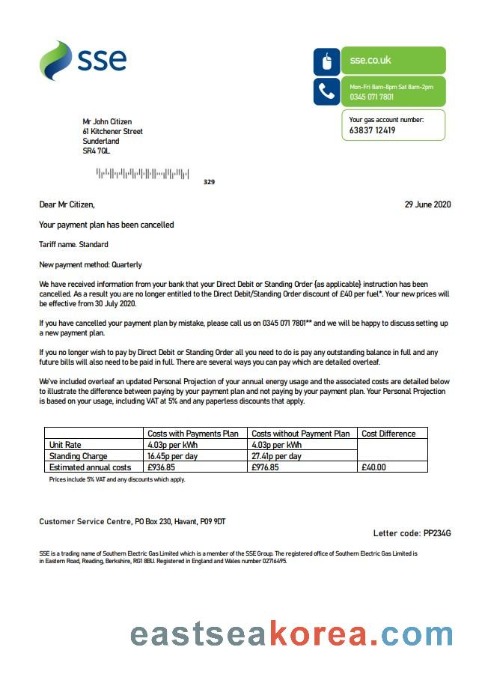 sse
sse.co.uk
Mon-Fri 8am-8pm Sat 8am-2pm
0345 071 7801
Your gas account number:
63837 12419
Mr John Citizen
61 Kitchener Street
Sunderland
SR4 7QL
329
Dear Mr Citizen,
29 June 2020
Your payment plan has been cancelled
Tariff name. Standard
New payment method: Quarterly
We have received information from your bank that your Direct Debit or Standing Order {as applicable} instruction has been
cancelled. As a result you are no longer entitled to the Direct Debit/Standing Order discount of £40 per fuel*. Your new prices will
be effective from 30 July 2020.
If you have cancelled your payment plan by mistake, please call us on 0345 071 7801** and we will be happy to discuss setting up
a new payment plan.
If you no longer wish to pay by Direct Debit or Standing Order all you need to do is pay any outstanding balance in full and any
future bills will also need to be paid in full. There are several ways you can pay which are detailed overleaf.
We've included overleaf an updated Personal Projection of your annual energy usage and the associated costs are detailed below
to illustrate the difference between paying by your payment plan and not paying by your payment plan. Your Personal Projection
is based on your usage, including VAT at 5% and any paperless discounts that apply.
Costs with Payments Plan Costs without Payment Plan Cost Difference
Unit Rate 4.03p per kWh 4.03p per kWh
Standing Charge 16.45p per day 27.41p per day
Estimated annual costs £936.85 £976.85 £40.00
Prices include 5% VAT and any discounts which apply.
Customer Service Centre, PO Box 230, Havant, P09 9DT
Letter code: PP234G
SSE is a trading name of Southern Electric Gas Limited which is a member of the SSE Group. The registered office of Southern Electric Gas Limited is
in Eastern Road, Reading, Berkshire, RG1 8BU. Registered in England and Wales number 02716495.
eastseakorea.com